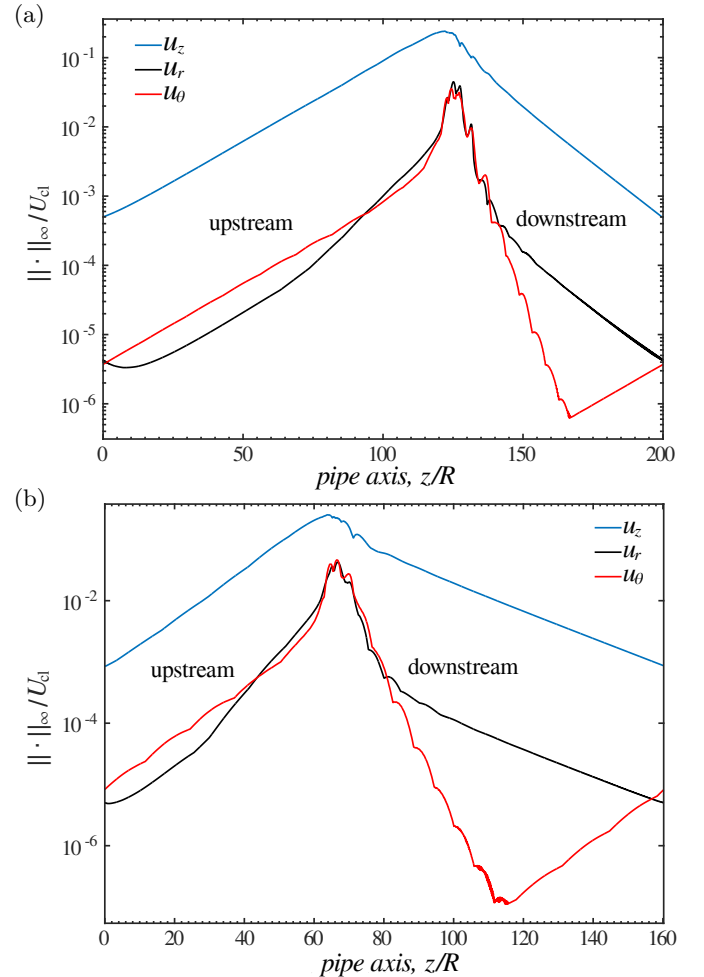 (a)
10⁻¹
10⁻²
10⁻³
10⁻⁴
10⁻⁵
10⁻⁶
|| · ||∞/U_cl
u_z
u_r
u_θ
upstream
downstream
0 50 100 150 200
pipe axis, z/R
(b)
10⁻²
10⁻⁴
10⁻⁶
|| · ||∞/U_cl
u_z
u_r
u_θ
upstream
downstream
0 20 40 60 80 100 120 140 160
pipe axis, z/R